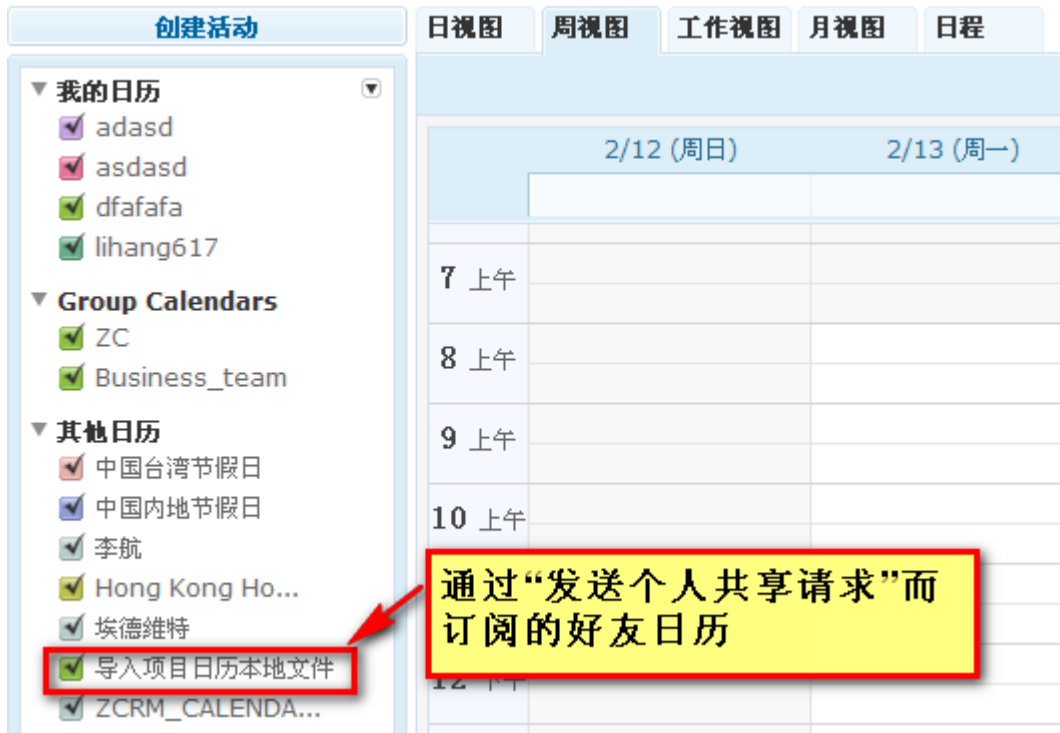 创建活动
日视图 周视图 工作视图 月视图 日程
我的日历
adasd
asdasd
dfafafa
lihang617
Group Calendars
ZC
Business_team
其他日历
中国台湾节假日
中国内地节假日
李航
Hong Kong Ho...
埃德維特
导入项目日历本地文件
ZCRM_CALENDA...
2/12 (周日) 2/13 (周一)
7 上午
8 上午
9 上午
10 上午
通过“发送个人共享请求”而
订阅的好友日历
12 下午